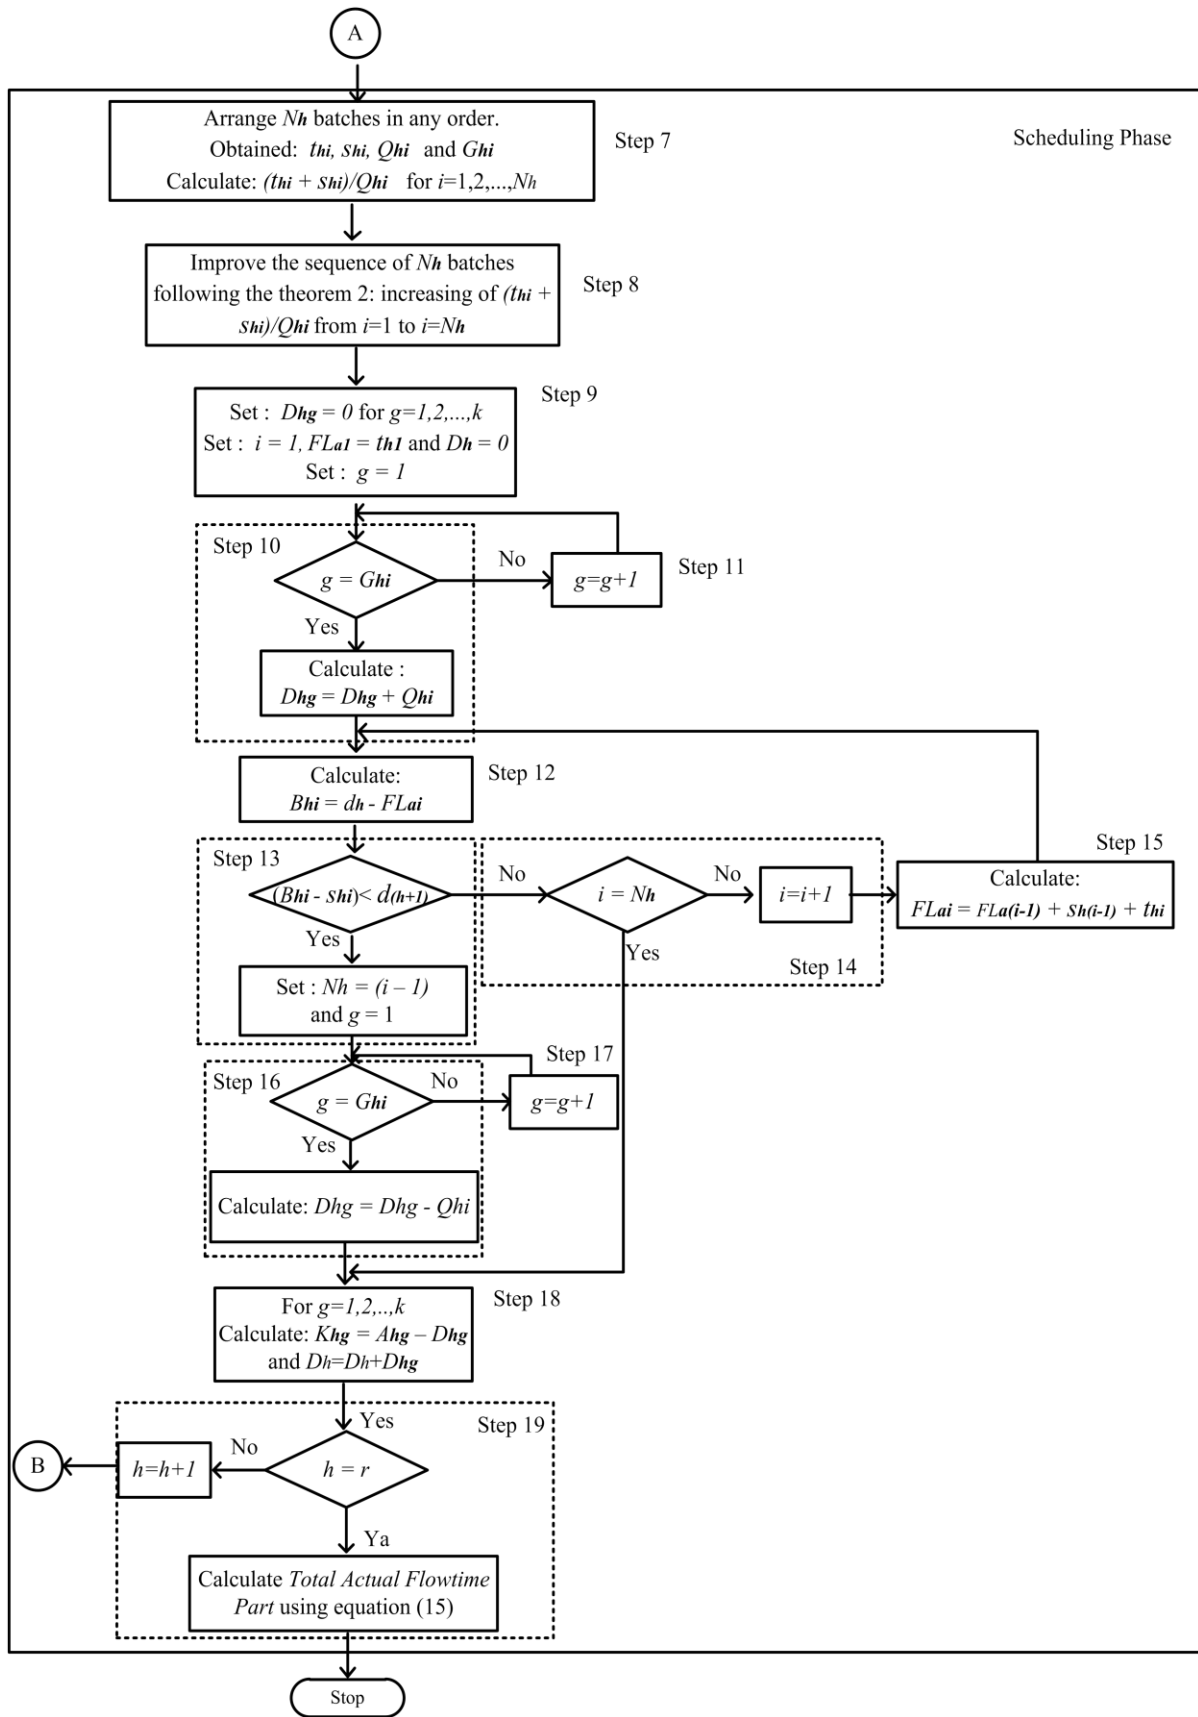 A
Arrange Nh batches in any order.
Obtained: thi, shi, Qhi and Ghi
Calculate: (thi + shi)/Qhi for i=1,2,...,Nh
Step 7
Scheduling Phase
Improve the sequence of Nh batches
following the theorem 2: increasing of (thi +
shi)/Qhi from i=1 to i=Nh
Step 8
Set : Dhg = 0 for g=1,2,...,k
Set : i = 1, FLa1 = th1 and Dh = 0
Set : g = 1
Step 9
Step 10
g = Ghi
No
g=g+1
Step 11
Yes
Calculate :
Dhg = Dhg + Qhi
Calculate:
Bhi = dh - FLai
Step 12
Step 13
(Bhi - shi)< d(h+1)
No
i = Nh
No
i=i+1
Step 15
Calculate:
FLai = FLa(i-1) + sh(i-1) + thi
Yes
Yes
Step 14
Set : Nh = (i – 1)
and g = 1
Step 16
g = Ghi
No
Step 17
g=g+1
Yes
Calculate: Dhg = Dhg - Qhi
For g=1,2,..,k
Calculate: Khg = Ahg – Dhg
and Dh=Dh+Dhg
Step 18
Yes
Step 19
B
h=h+1
No
h = r
Ya
Calculate Total Actual Flowtime
Part using equation (15)
Stop